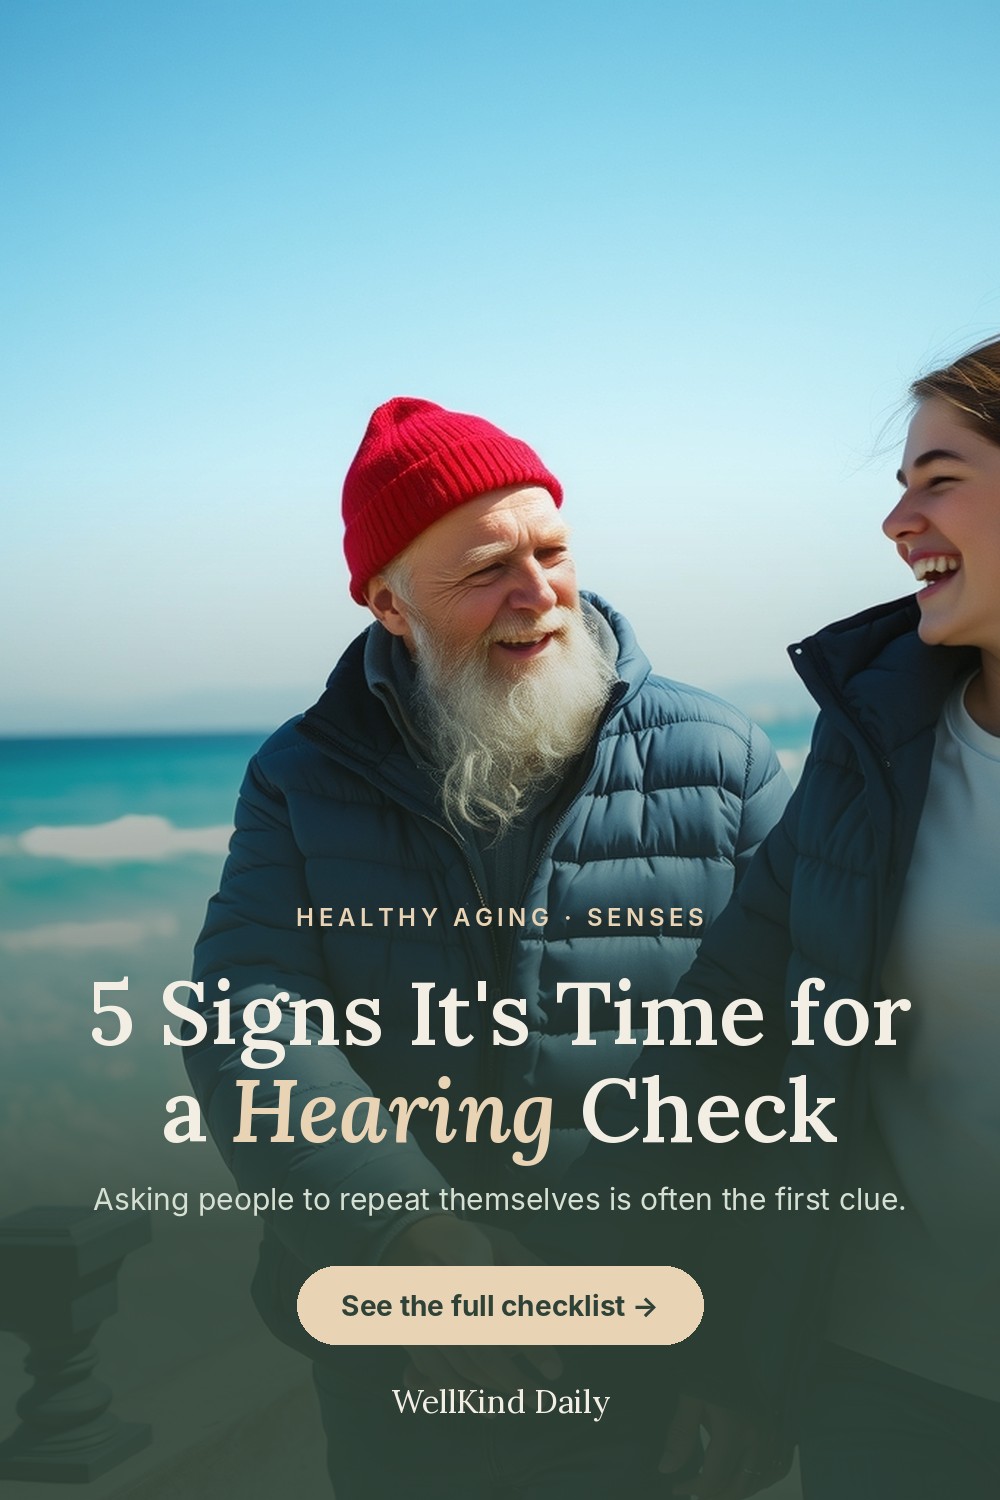 HEALTHY AGING · SENSES
5 Signs It's Time for
a Hearing Check
Asking people to repeat themselves is often the first clue.
See the full checklist →
WellKind Daily